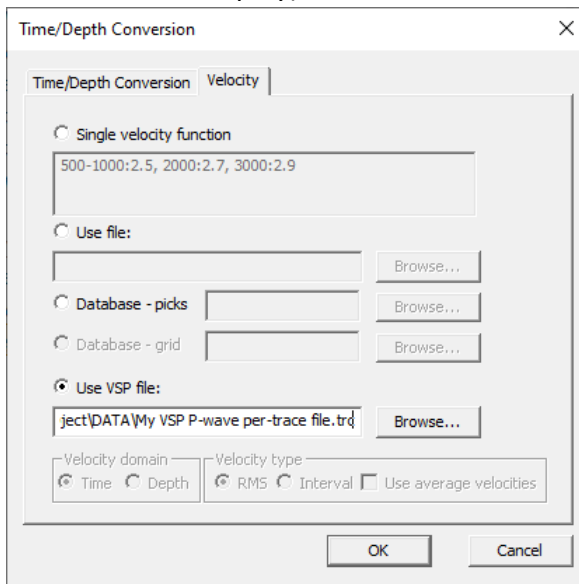 Time/Depth Conversion
Time/Depth Conversion Velocity
Single velocity function
500-1000:2.5, 2000:2.7, 3000:2.9
Use file:
Browse...
Database - picks
Browse...
Database - grid
Browse...
Use VSP file:
ject\DATA\My VSP P-wave per-trace file.trc
Browse...
Velocity domain Velocity type
Time Depth RMS Interval Use average velocities
OK Cancel